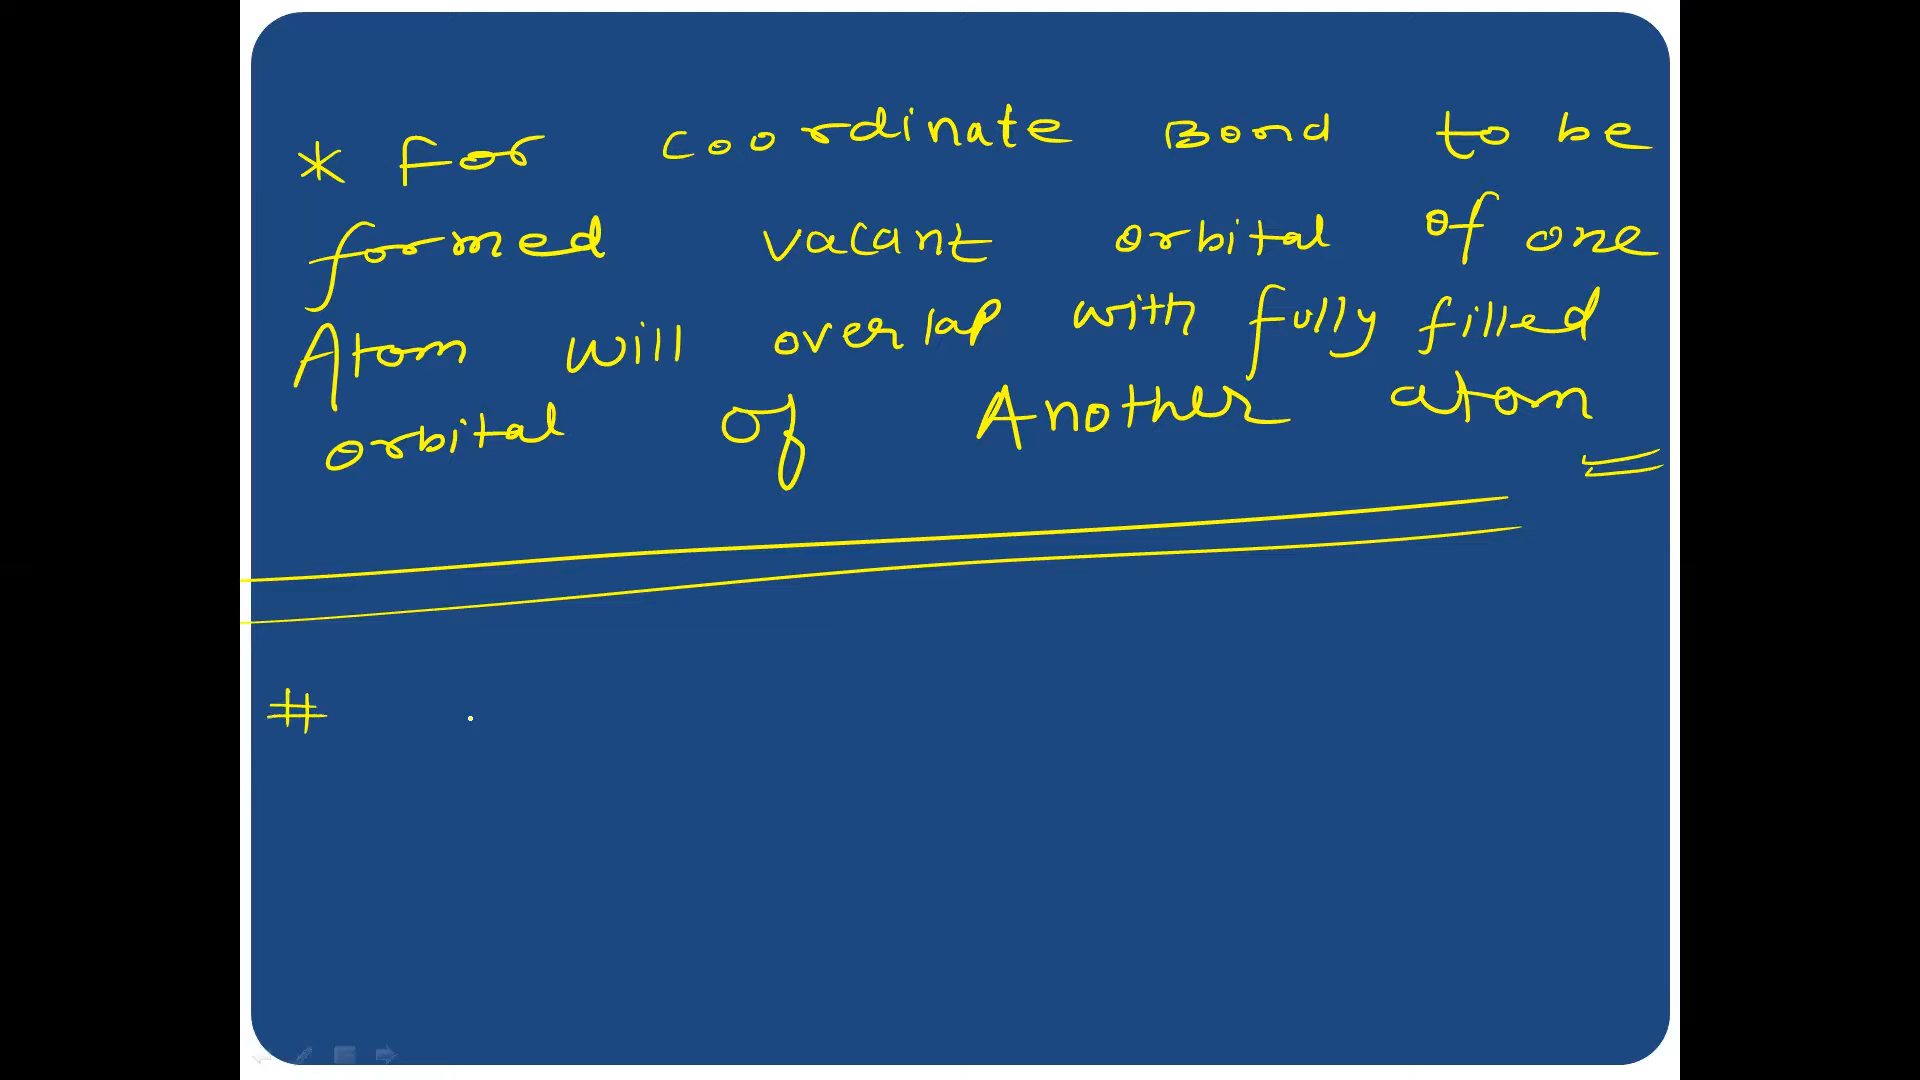 * For coordinate Bond to be
formed vacant orbital of one
Atom will overlap with fully filled
orbital of Another atom
#